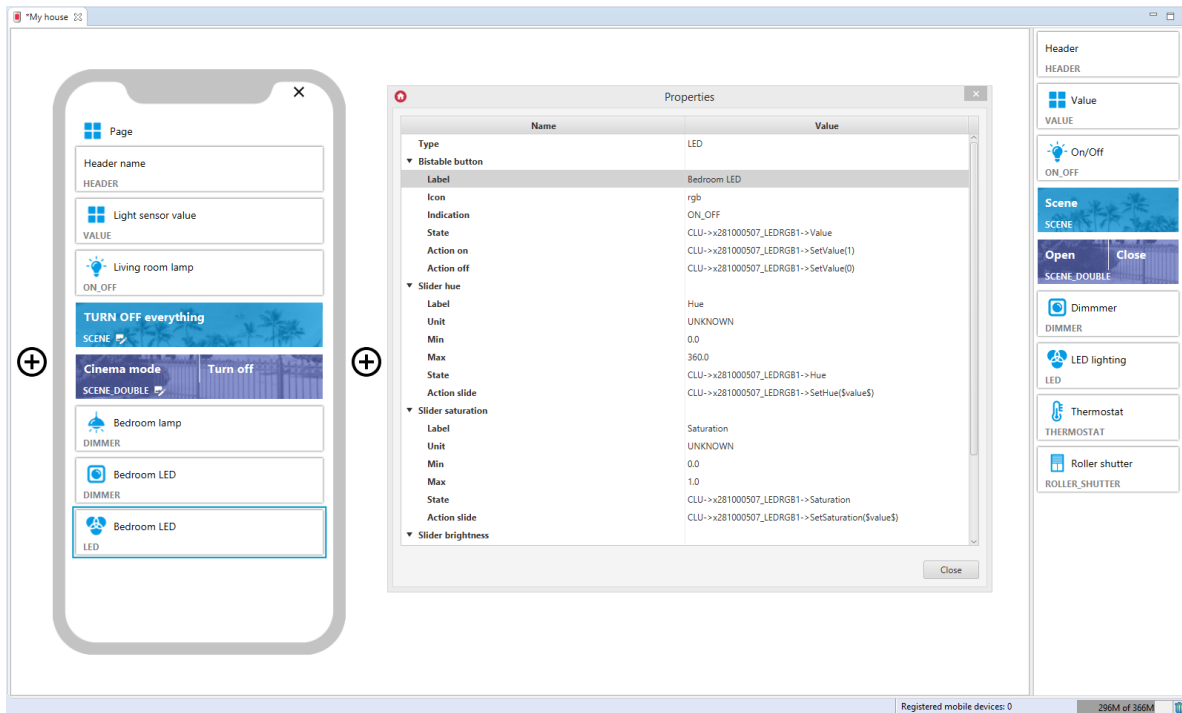 *My house
Page
Header name
HEADER
Light sensor value
VALUE
Living room lamp
ON_OFF
TURN OFF everything
SCENE
Cinema mode Turn off
SCENE_DOUBLE
Bedroom lamp
DIMMER
Bedroom LED
DIMMER
Bedroom LED
LED
Properties
Name Value
Type LED
Bistable button
Label Bedroom LED
Icon rgb
Indication ON_OFF
State CLU->x281000507_LEDRGB1->Value
Action on CLU->x281000507_LEDRGB1->SetValue(1)
Action off CLU->x281000507_LEDRGB1->SetValue(0)
Slider hue
Label Hue
Unit UNKNOWN
Min 0.0
Max 360.0
State CLU->x281000507_LEDRGB1->Hue
Action slide CLU->x281000507_LEDRGB1->SetHue($value$)
Slider saturation
Label Saturation
Unit UNKNOWN
Min 0.0
Max 1.0
State CLU->x281000507_LEDRGB1->Saturation
Action slide CLU->x281000507_LEDRGB1->SetSaturation($value$)
Slider brightness
Close
Header
HEADER
Value
VALUE
On/Off
ON_OFF
Scene
SCENE
Open Close
SCENE_DOUBLE
Dimmmer
DIMMER
LED lighting
LED
Thermostat
THERMOSTAT
Roller shutter
ROLLER_SHUTTER
Registered mobile devices: 0
296M of 366M